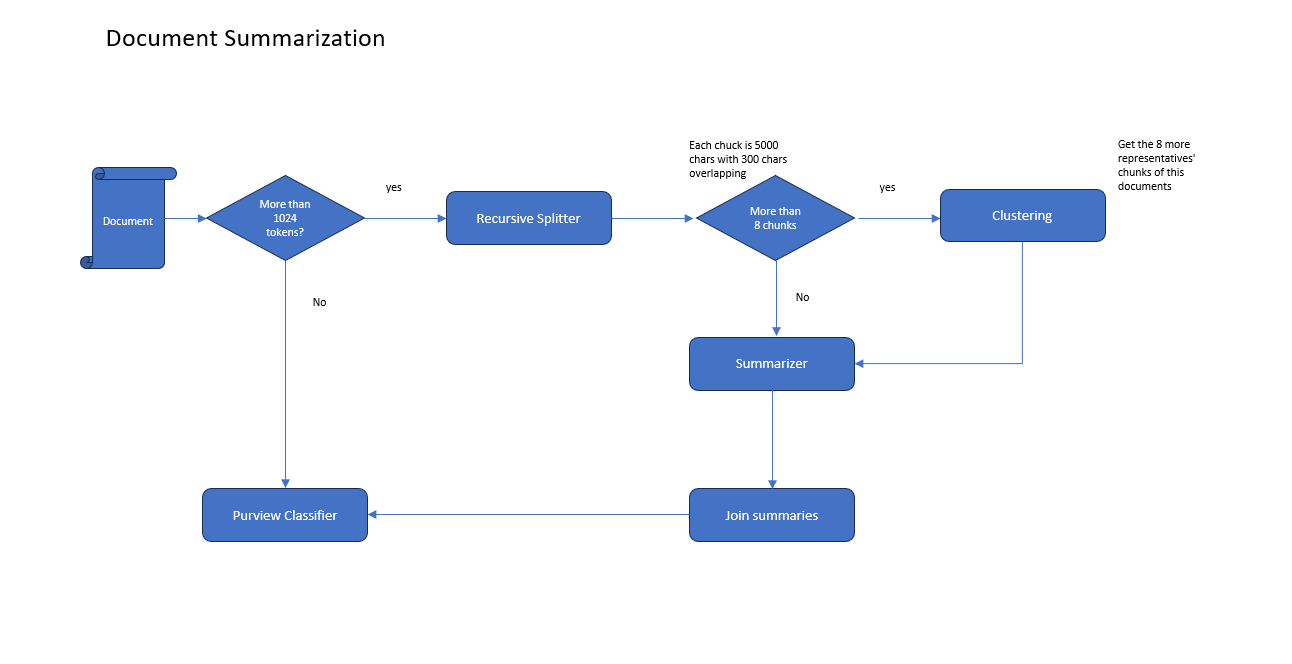 Document Summarization
Each chuck is 5000
chars with 300 chars
overlapping
Get the 8 more
representatives'
chunks of this
documents
Document
More than
1024
tokens?
yes
Recursive Splitter
More than
8 chunks
yes
Clustering
No
No
Summarizer
Purview Classifier
Join summaries